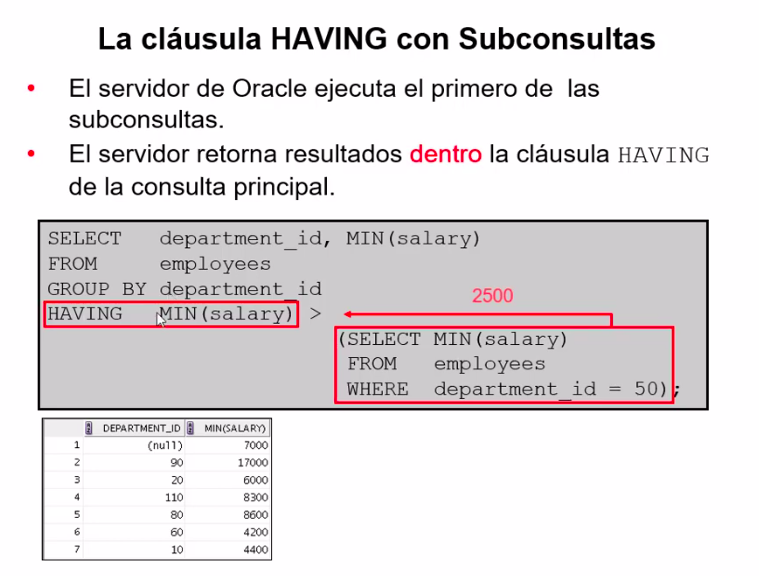 La cláusula HAVING con Subconsultas
• El servidor de Oracle ejecuta el primero de las
subconsultas.
• El servidor retorna resultados dentro la cláusula HAVING
de la consulta principal.
SELECT department_id, MIN(salary)
FROM employees
GROUP BY department_id
HAVING MIN(salary) >
2500
(SELECT MIN(salary)
FROM employees
WHERE department_id = 50);
DEPARTMENT_ID MIN(SALARY)
1 (null) 7000
2 90 17000
3 20 6000
4 110 8300
5 80 8600
6 60 4200
7 10 4400